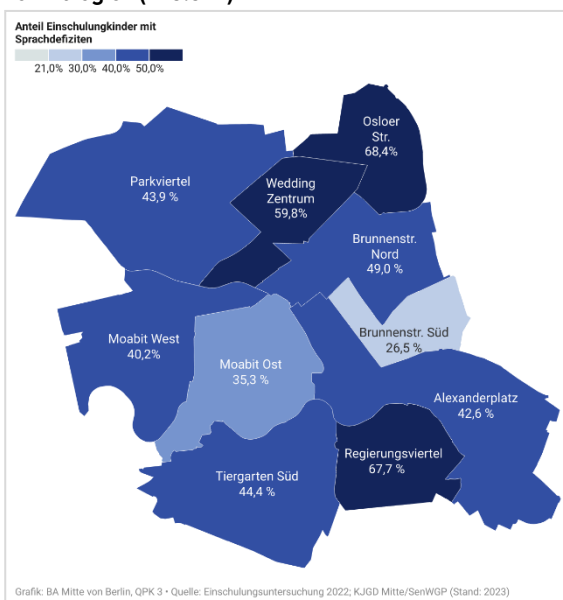 Anteil Einschulungkinder mit
Sprachdefiziten
21,0% 30,0% 40,0% 50,0%
Osloer
Str.
68,4%
Parkviertel
43,9 %
Wedding
Zentrum
59,8%
Brunnenstr.
Nord
49,0 %
Brunnenstr. Süd
26,5 %
Moabit West
40,2%
Moabit Ost
35,3 %
Alexanderplatz
42,6 %
Regierungsviertel
67,7 %
Tiergarten Süd
44,4 %
Grafik: BA Mitte von Berlin, QPK 3 • Quelle: Einschulungsuntersuchung 2022; KJGD Mitte/SenWGP (Stand: 2023)